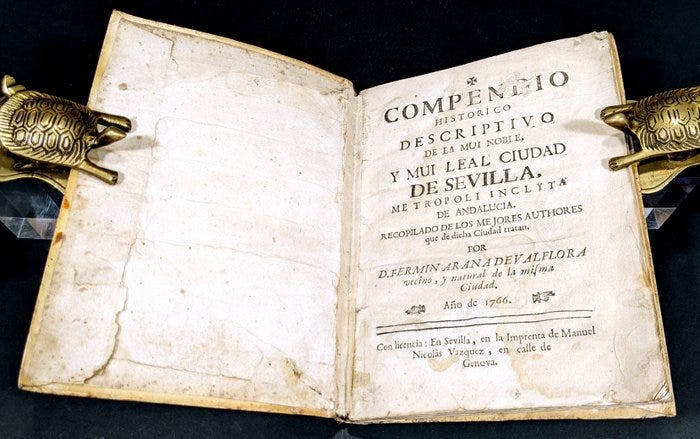 COMPENDIO
HISTORICO
DESCRIPTIVO
DE LA MUI NOBLE,
Y MUI LEAL CIUDAD
DE SEVILLA.
METROPOLI INCLYTA
DE ANDALUCIA.
RECOPILADO DE LOS MEJORES AUTHORES
que de dicha Ciudad tratan.
POR
D. FERMIN ARANA DE VALFLORA
vecino, y natural de la misma
Ciudad.
Año de 1766.
Con licencia: En Sevilla, en la Imprenta de Manuel
Nicolàs Vazquez, en calle de
Genova.